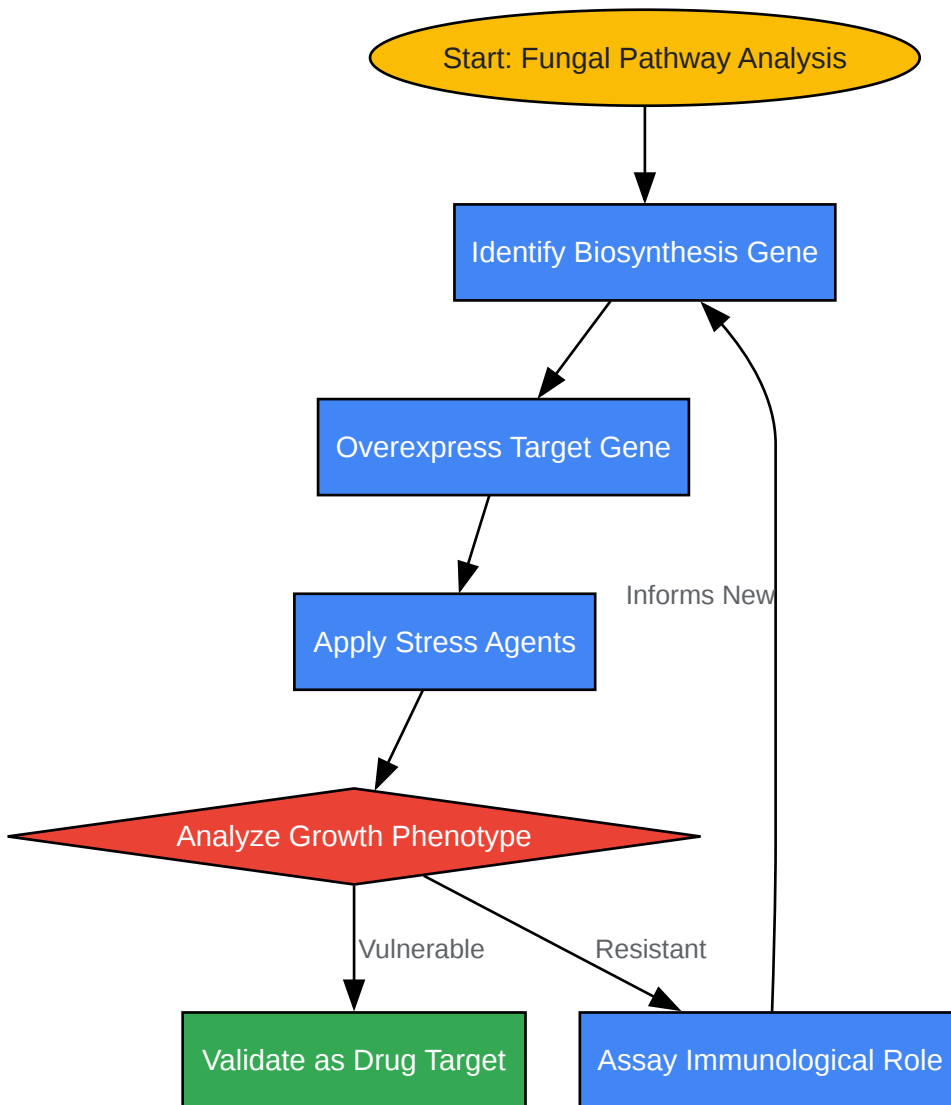 Start: Fungal Pathway Analysis
Identify Biosynthesis Gene
Overexpress Target Gene
Informs New
Apply Stress Agents
Analyze Growth Phenotype
Vulnerable
Resistant
Validate as Drug Target
Assay Immunological Role